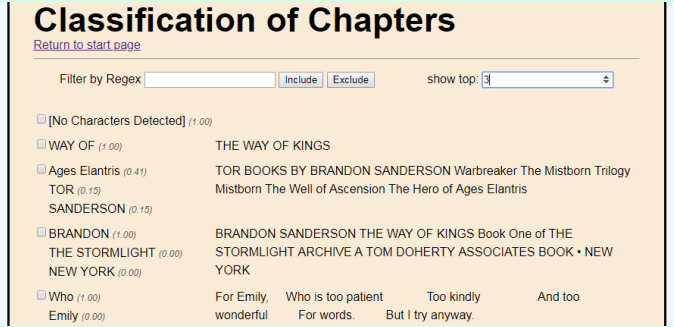 Classification of Chapters
Return to start page
Filter by Regex Include Exclude show top: 3
[No Characters Detected] (1.00)
WAY OF (1.00) THE WAY OF KINGS
Ages Elantris (0.41) TOR BOOKS BY BRANDON SANDERSON Warbreaker The Mistborn Trilogy
TOR (0.15) Mistborn The Well of Ascension The Hero of Ages Elantris
SANDERSON (0.15)
BRANDON (1.00) BRANDON SANDERSON THE WAY OF KINGS Book One of THE
THE STORMLIGHT (0.00) STORMLIGHT ARCHIVE A TOM DOHERTY ASSOCIATES BOOK • NEW
NEW YORK (0.00) YORK
Who (1.00) For Emily, Who is too patient Too kindly And too
Emily (0.00) wonderful For words. But I try anyway.